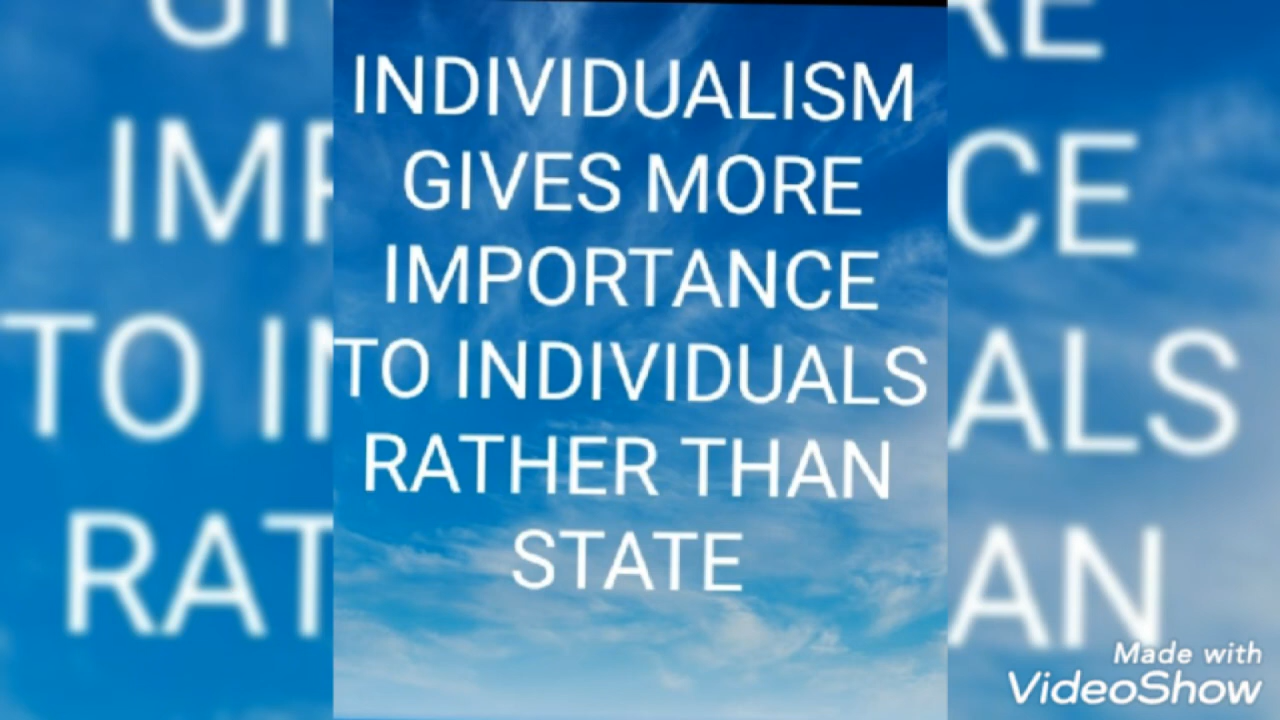 INDIVIDUALISM
GIVES MORE
IMPORTANCE
TO INDIVIDUALS
RATHER THAN
STATE
Made with
VideoShow